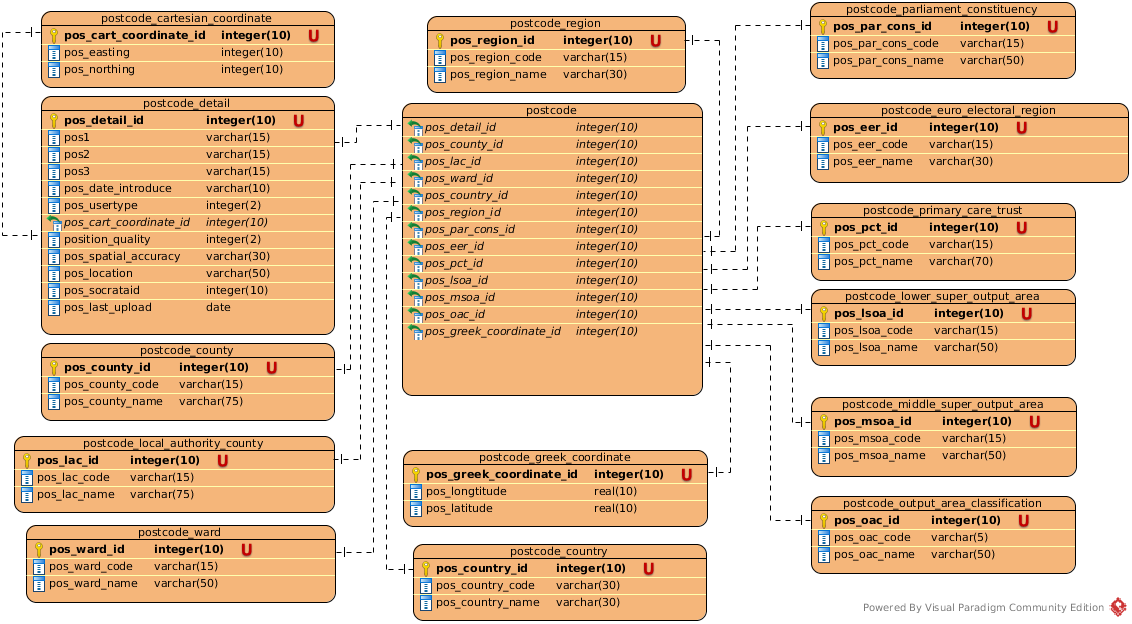 postcode_cartesian_coordinate
pos_cart_coordinate_id integer(10) U
pos_easting integer(10)
pos_northing integer(10)
postcode_detail
pos_detail_id integer(10) U
pos1 varchar(15)
pos2 varchar(15)
pos3 varchar(15)
pos_date_introduce varchar(10)
pos_usertype integer(2)
pos_cart_coordinate_id integer(10)
position_quality integer(2)
pos_spatial_accuracy varchar(30)
pos_location varchar(50)
pos_socrataid integer(10)
pos_last_upload date
postcode_county
pos_county_id integer(10) U
pos_county_code varchar(15)
pos_county_name varchar(75)
postcode_local_authority_county
pos_lac_id integer(10) U
pos_lac_code varchar(15)
pos_lac_name varchar(75)
postcode_ward
pos_ward_id integer(10) U
pos_ward_code varchar(15)
pos_ward_name varchar(50)
postcode_region
pos_region_id integer(10) U
pos_region_code varchar(15)
pos_region_name varchar(30)
postcode
pos_detail_id integer(10)
pos_county_id integer(10)
pos_lac_id integer(10)
pos_ward_id integer(10)
pos_country_id integer(10)
pos_region_id integer(10)
pos_par_cons_id integer(10)
pos_eer_id integer(10)
pos_pct_id integer(10)
pos_lsoa_id integer(10)
pos_msoa_id integer(10)
pos_oac_id integer(10)
pos_greek_coordinate_id integer(10)
postcode_greek_coordinate
pos_greek_coordinate_id integer(10) U
pos_longtitude real(10)
pos_latitude real(10)
postcode_country
pos_country_id integer(10) U
pos_country_code varchar(30)
pos_country_name varchar(30)
postcode_parliament_constituency
pos_par_cons_id integer(10) U
pos_par_cons_code varchar(15)
pos_par_cons_name varchar(50)
postcode_euro_electoral_region
pos_eer_id integer(10) U
pos_eer_code varchar(15)
pos_eer_name varchar(30)
postcode_primary_care_trust
pos_pct_id integer(10) U
pos_pct_code varchar(15)
pos_pct_name varchar(70)
postcode_lower_super_output_area
pos_lsoa_id integer(10) U
pos_lsoa_code varchar(15)
pos_lsoa_name varchar(50)
postcode_middle_super_output_area
pos_msoa_id integer(10) U
pos_msoa_code varchar(15)
pos_msoa_name varchar(50)
postcode_output_area_classification
pos_oac_id integer(10) U
pos_oac_code varchar(5)
pos_oac_name varchar(50)
Powered By Visual Paradigm Community Edition